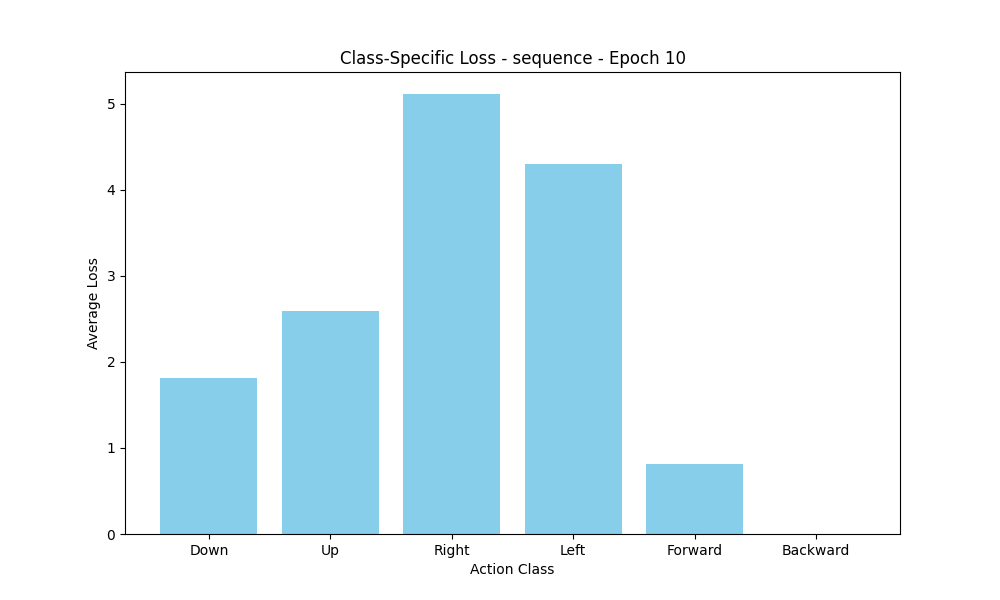 Class-Specific Loss - sequence - Epoch 10
Average Loss
5
4
3
2
1
0
Down Up Right Left Forward Backward
Action Class